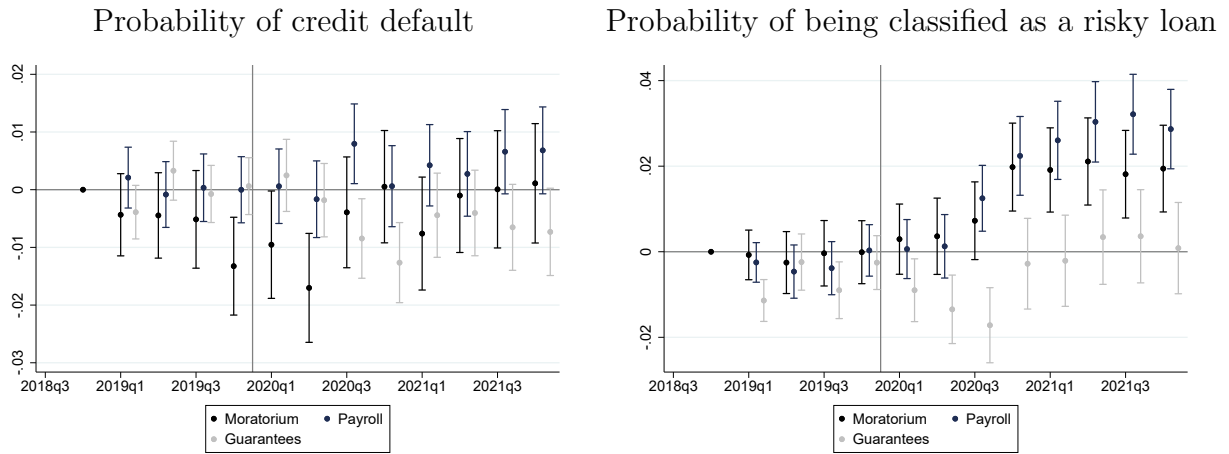 Probability of credit default
.02
.01
0
-.01
-.02
-.03
2018q3 2019q1 2019q3 2020q1 2020q3 2021q1 2021q3
Moratorium Payroll
Guarantees
Probability of being classified as a risky loan
.04
.02
0
-.02
2018q3 2019q1 2019q3 2020q1 2020q3 2021q1 2021q3
Moratorium Payroll
Guarantees